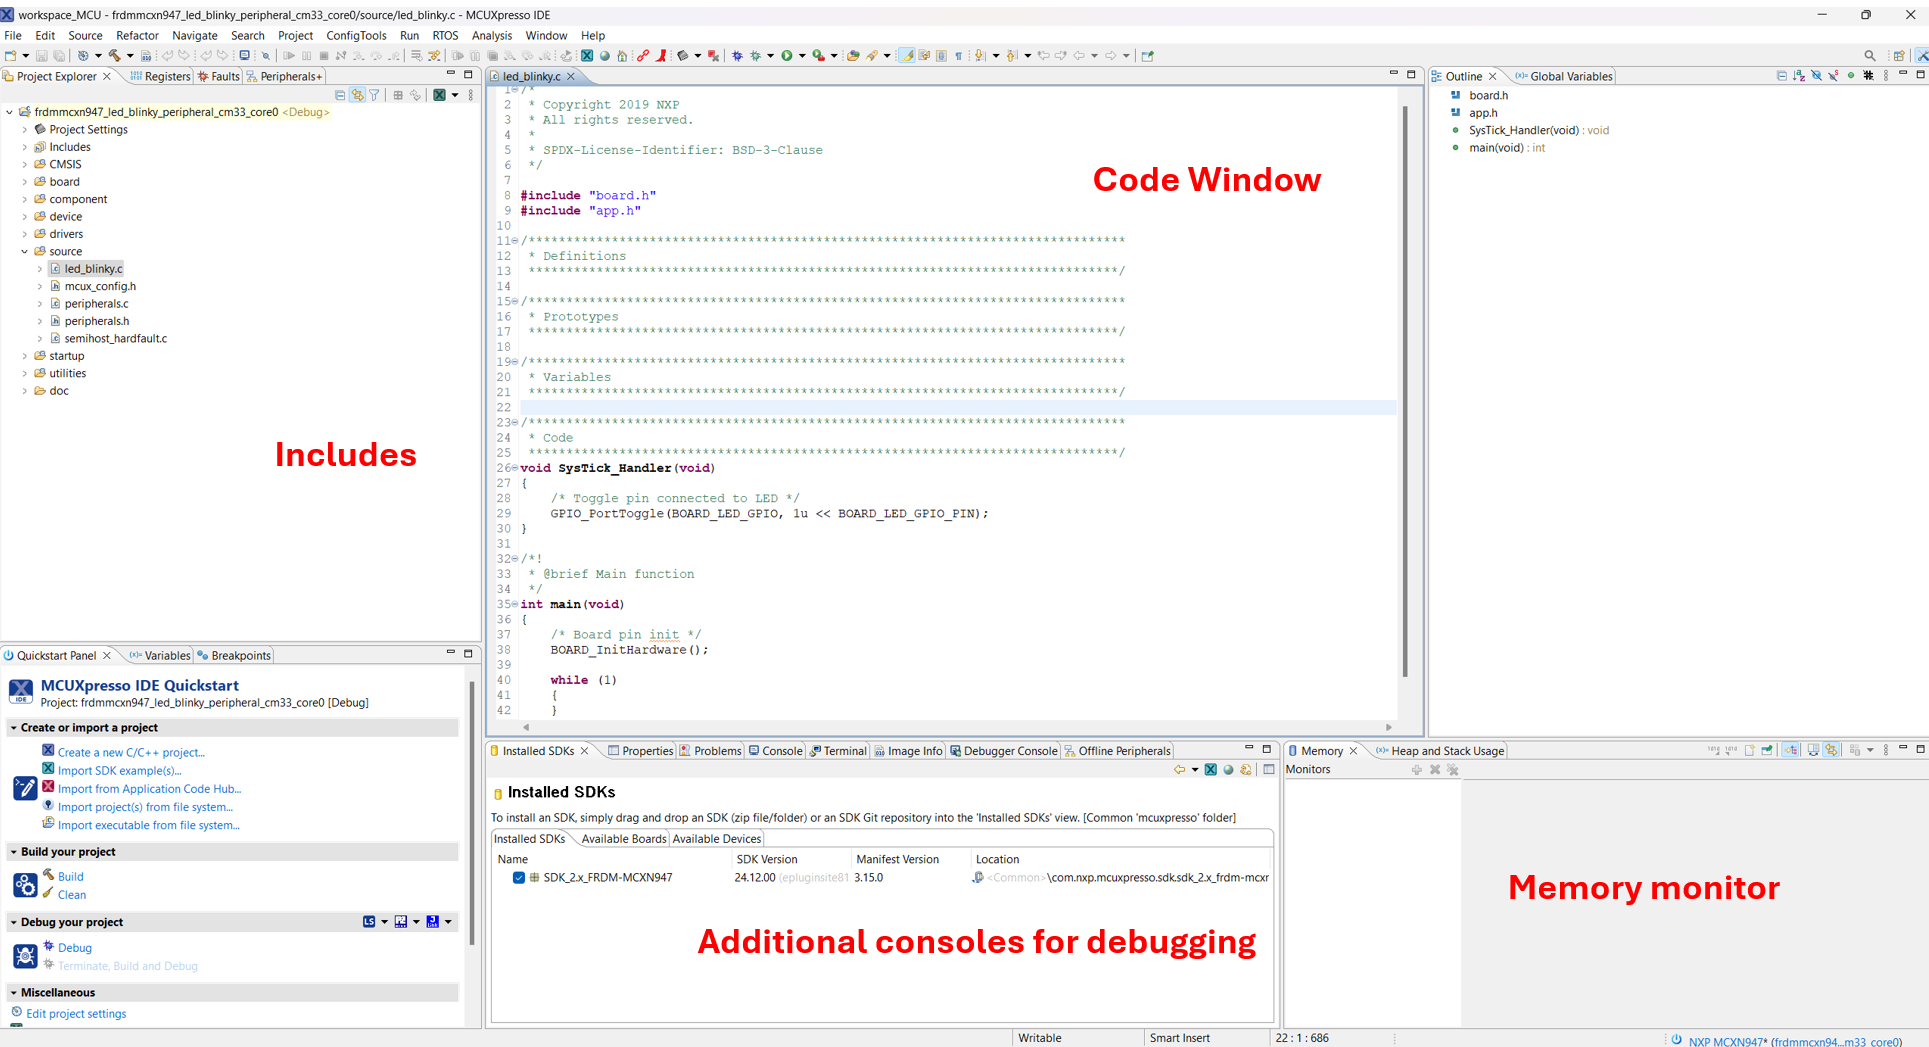 workspace_MCU - frdmmcxn947_led_blinky_peripheral_cm33_core0/source/led_blinky.c - MCUXpresso IDE
File Edit Source Refactor Navigate Search Project ConfigTools Run RTOS Analysis Window Help
Project Explorer Registers Faults Peripherals+
frdmmcxn947_led_blinky_peripheral_cm33_core0 <Debug>
Project Settings
Includes
CMSIS
board
component
device
drivers
source
led_blinky.c
mcux_config.h
peripherals.c
peripherals.h
semihost_hardfault.c
startup
utilities
doc
Includes
led_blinky.c
1 /*
2 * Copyright 2019 NXP
3 * All rights reserved.
4 *
5 * SPDX-License-Identifier: BSD-3-Clause
6 */
7
8 #include "board.h"
9 #include "app.h"
10
11 /*******************************************************************************
12 * Definitions
13 ******************************************************************************/
14
15 /*******************************************************************************
16 * Prototypes
17 ******************************************************************************/
18
19 /*******************************************************************************
20 * Variables
21 ******************************************************************************/
22
23 /*******************************************************************************
24 * Code
25 ******************************************************************************/
26 void SysTick_Handler(void)
27 {
28 /* Toggle pin connected to LED */
29 GPIO_PortToggle(BOARD_LED_GPIO, 1u << BOARD_LED_GPIO_PIN);
30 }
31
32 /*!
33 * @brief Main function
34 */
35 int main(void)
36 {
37 /* Board pin init */
38 BOARD_InitHardware();
39
40 while (1)
41 {
42 }
Code Window
Outline Global Variables
board.h
app.h
SysTick_Handler(void) : void
main(void) : int
Quickstart Panel Variables Breakpoints
IDE
MCUXpresso IDE Quickstart
Project: frdmmcxn947_led_blinky_peripheral_cm33_core0 [Debug]
Create or import a project
Create a new C/C++ project...
Import SDK example(s)...
Import from Application Code Hub...
Import project(s) from file system...
Import executable from file system...
Build your project
Build
Clean
Debug your project
LS
Debug
Terminate, Build and Debug
Miscellaneous
Edit project settings
Installed SDKs Properties Problems Console Terminal Image Info Debugger Console Offline Peripherals
Installed SDKs
To install an SDK, simply drag and drop an SDK (zip file/folder) or an SDK Git repository into the 'Installed SDKs' view. [Common 'mcuxpresso' folder]
Installed SDKs Available Boards Available Devices
Name SDK Version Manifest Version Location
SDK_2.x_FRDM-MCXN947 24.12.00 (epluginsite81 3.15.0 <Common>\com.nxp.mcuxpresso.sdk.sdk_2.x_frdm-mcxr
Additional consoles for debugging
Memory Heap and Stack Usage
Monitors
Memory monitor
Writable Smart Insert 22 : 1 : 686
NXP MCXN947* (frdmmcxn94...m33_core0)